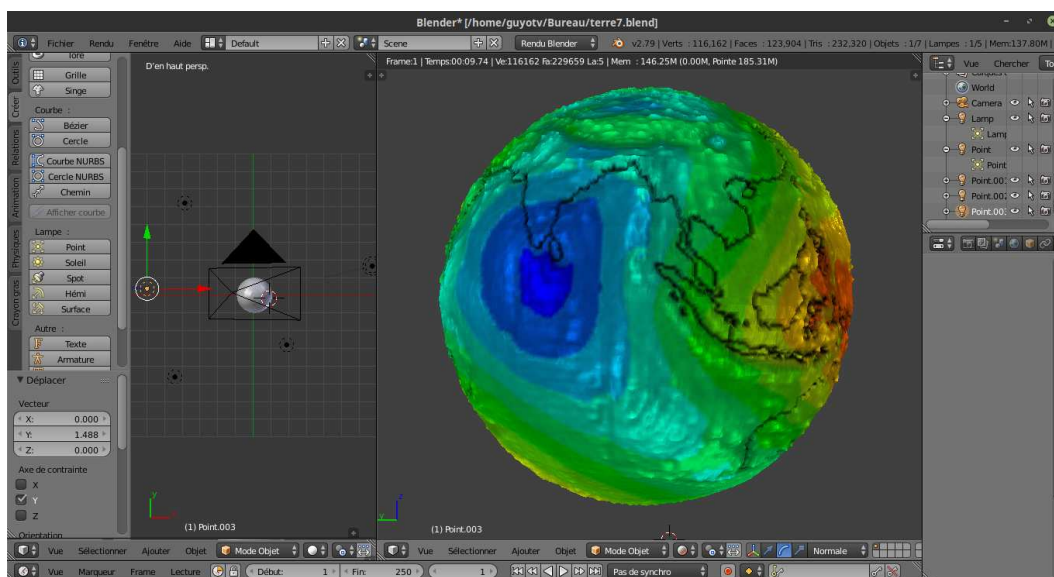 Blender* [/home/guyotv/Bureau/terre7.blend]
Fichier Rendu Fenêtre Aide Default Scene Rendu Blender v2.79 | Verts : 116,162 | Faces : 123,904 | Tris : 232,320 | Objets : 1/7 | Lampes : 1/5 | Mem:137.80M |
Outils
Créer
Relations
Animation
Physiques
Crayon gras
Tore
Grille
Singe
Courbe :
Bézier
Cercle
Courbe NURBS
Cercle NURBS
Chemin
Afficher courbe
Lampe :
Point
Soleil
Spot
Hémi
Surface
Autre :
Texte
Armature
Déplacer
Vecteur
X: 0.000
Y: 1.488
Z: 0.000
Axe de contrainte
X
Y
Z
Orientation
D'en haut persp.
y
x
(1) Point.003
Frame:1 | Temps:00:09.74 | Ve:116162 Fa:229659 La:5 | Mem : 146.25M (0.00M, Pointe 185.31M)
z
y
(1) Point.003
Vue Chercher To
World
Camera
Lamp
Lamp
Point
Point
Point.001
Point.002
Point.003
Vue Sélectionner Ajouter Objet Mode Objet
Vue Sélectionner Ajouter Objet Mode Objet Normale
Vue Marqueur Frame Lecture Début: 1 Fin: 250 1 Pas de synchro